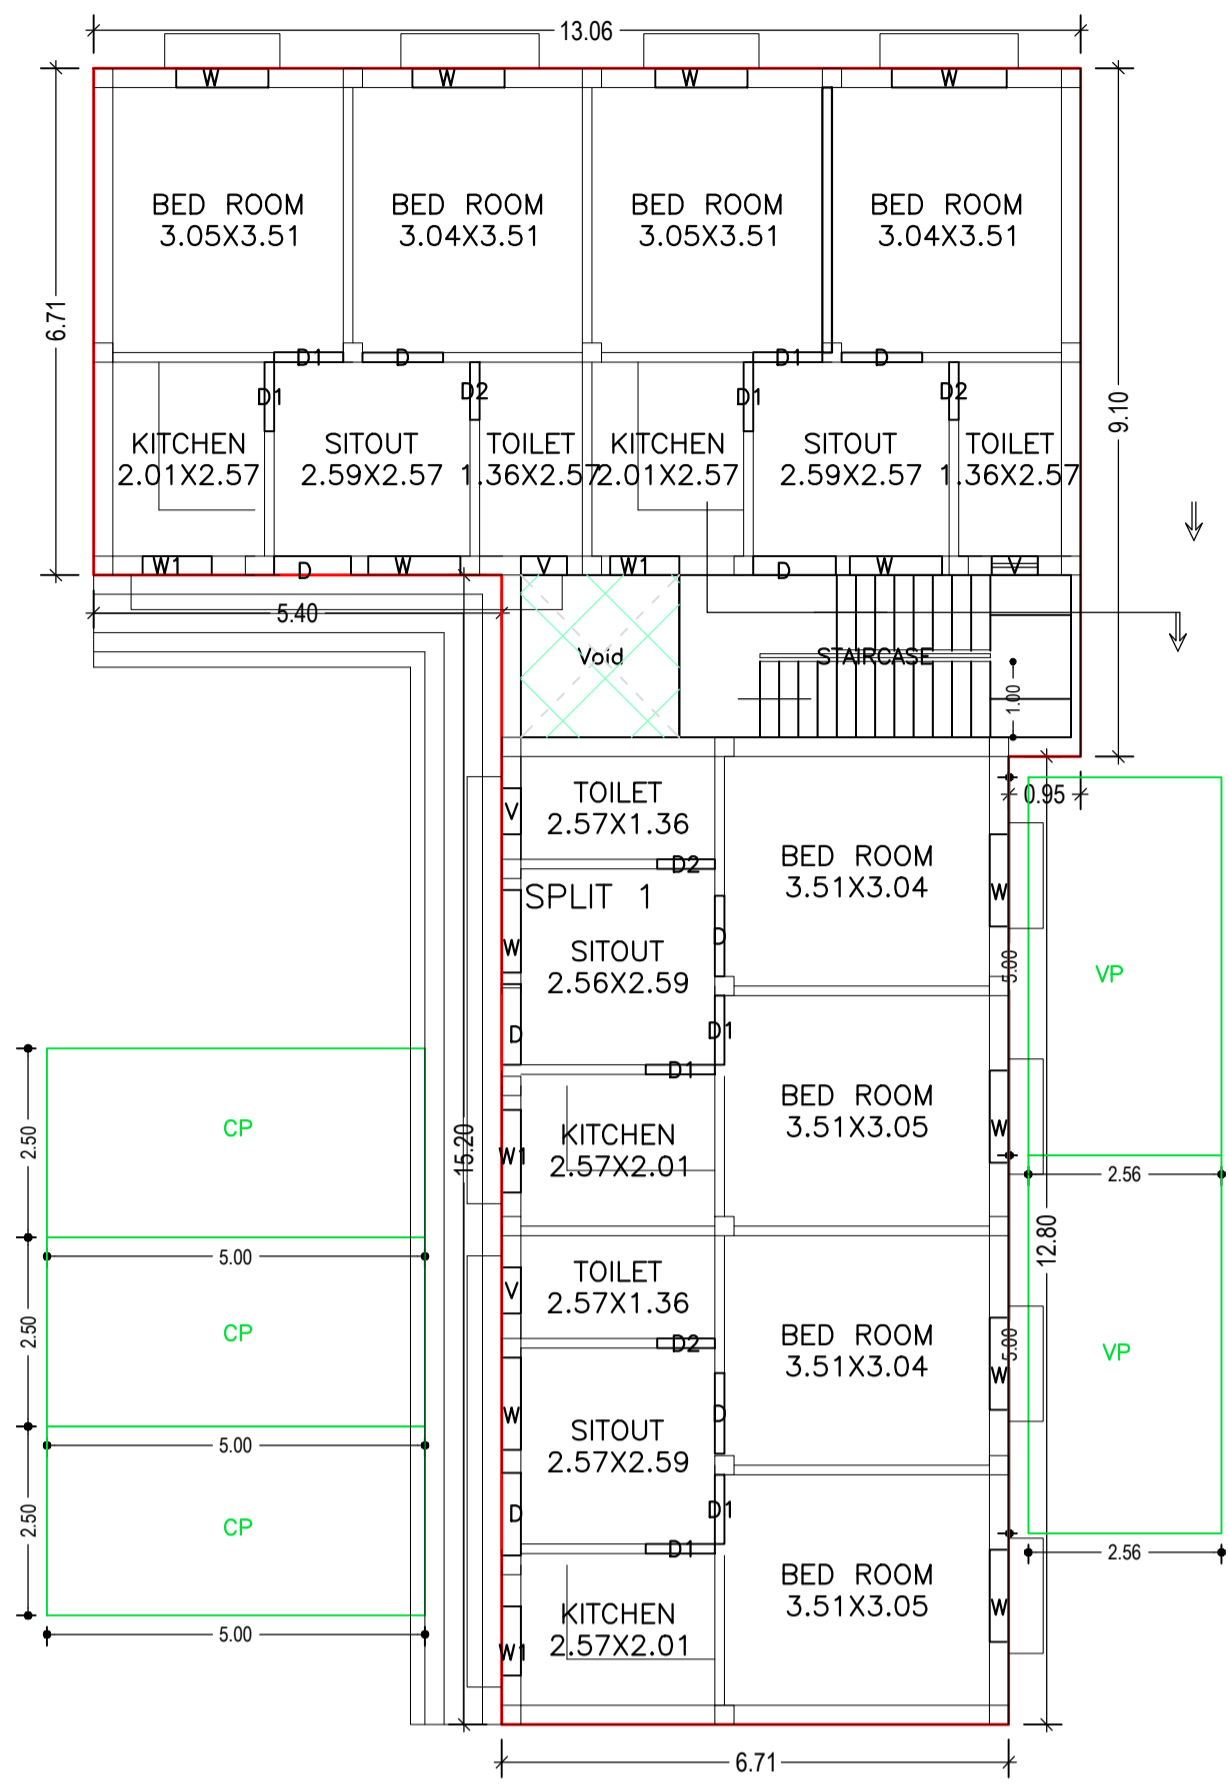 13.06
W W W W
6.71
BED ROOM BED ROOM BED ROOM BED ROOM
3.05X3.51 3.04X3.51 3.05X3.51 3.04X3.51
D1 D D1 D
D1 D2 D1 D2
9.10
KITCHEN SITOUT TOILET KITCHEN SITOUT TOILET
2.01X2.57 2.59X2.57 1.36X2.57 2.01X2.57 2.59X2.57 1.36X2.57
W1 D W V W1 D W V
5.40
Void STAIRCASE
1.00
TOILET
2.57X1.36
0.95
V
D2
BED ROOM
3.51X3.04
W
SPLIT 1
D
W
SITOUT
2.56X2.59
5.00
VP
D
D1
D1
BED ROOM
3.51X3.05
W
2.50
CP
15.20
W1
KITCHEN
2.57X2.01
2.56
12.80
5.00
TOILET
2.57X1.36
V
2.50
CP
D2
BED ROOM
3.51X3.04
5.00
VP
W
W
D
SITOUT
2.57X2.59
5.00
D
D1
D1
2.50
CP
2.56
BED ROOM
3.51X3.05
W
KITCHEN
2.57X2.01
W1
5.00
6.71